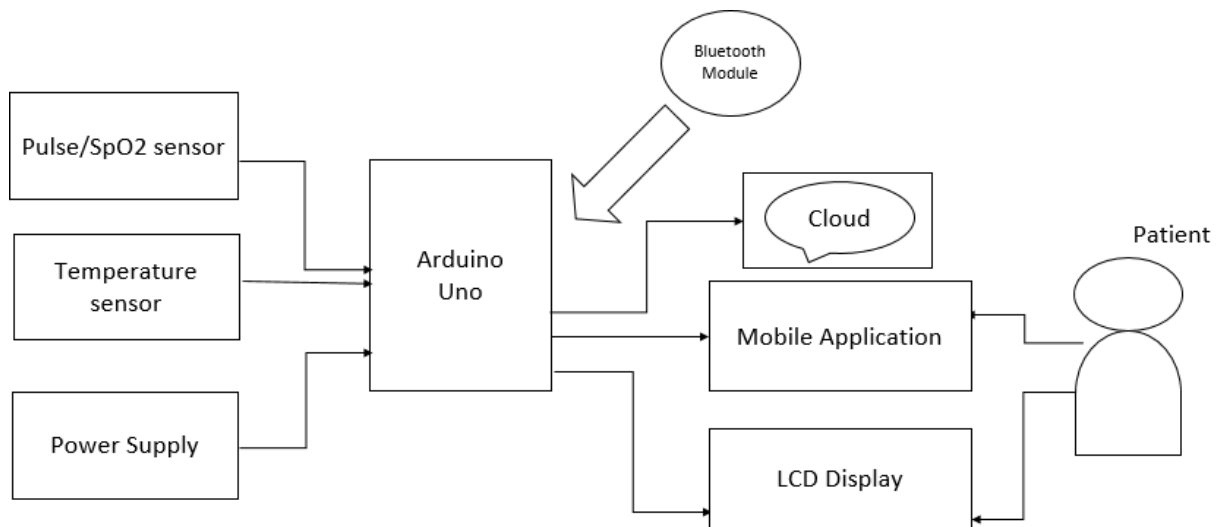 Bluetooth
Module
Pulse/SpO2 sensor
Cloud
Patient
Arduino
Uno
Temperature
sensor
Mobile Application
Power Supply
LCD Display